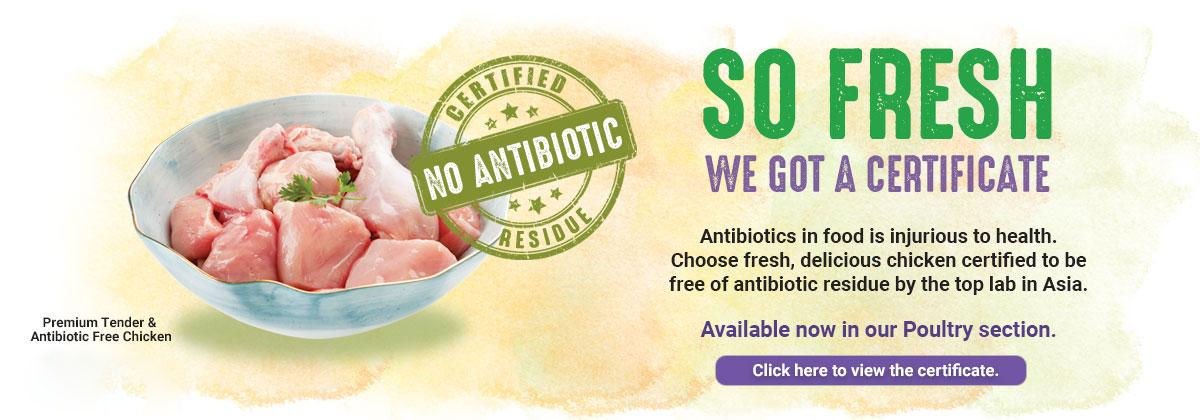 CERTIFIED
NO ANTIBIOTIC
RESIDUE
Premium Tender &
Antibiotic Free Chicken
SO FRESH
WE GOT A CERTIFICATE
Antibiotics in food is injurious to health.
Choose fresh, delicious chicken certified to be
free of antibiotic residue by the top lab in Asia.
Available now in our Poultry section.
Click here to view the certificate.